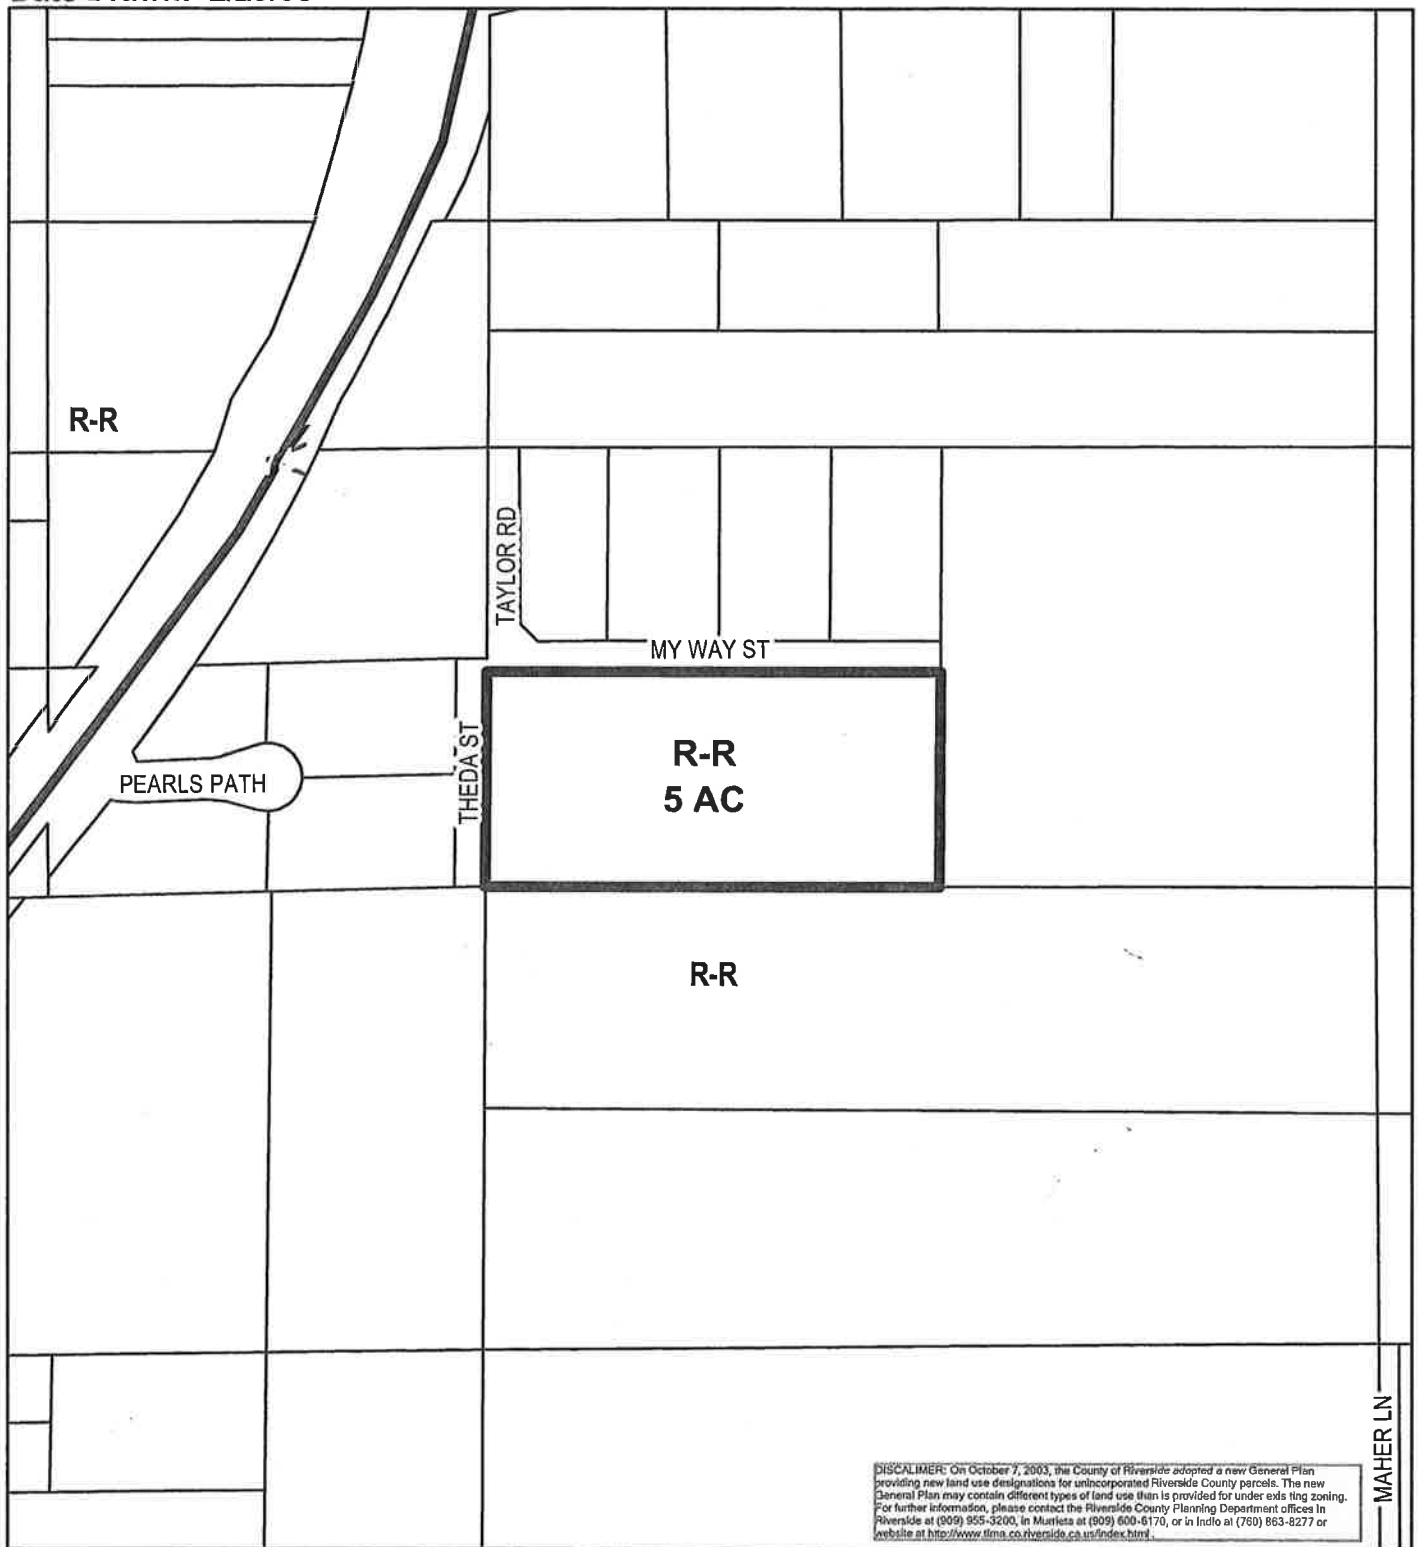 R-R
TAYLOR RD
MY WAY ST
THEDA ST
R-R
5 AC
PEARLS PATH
R-R
MAHER LN
DISCALIMER: On October 7, 2003, the County of Riverside adopted a new General Plan
providing new land use designations for unincorporated Riverside County parcels. The new
General Plan may contain different types of land use than is provided for under exis ting zoning.
For further information, please contact the Riverside County Planning Department offices in
Riverside at (909) 955-3200, in Murrieta at (909) 600-6170, or in Indio at (760) 863-8277 or
website at http://www.tlma.co.riverside.ca.us/index.html .